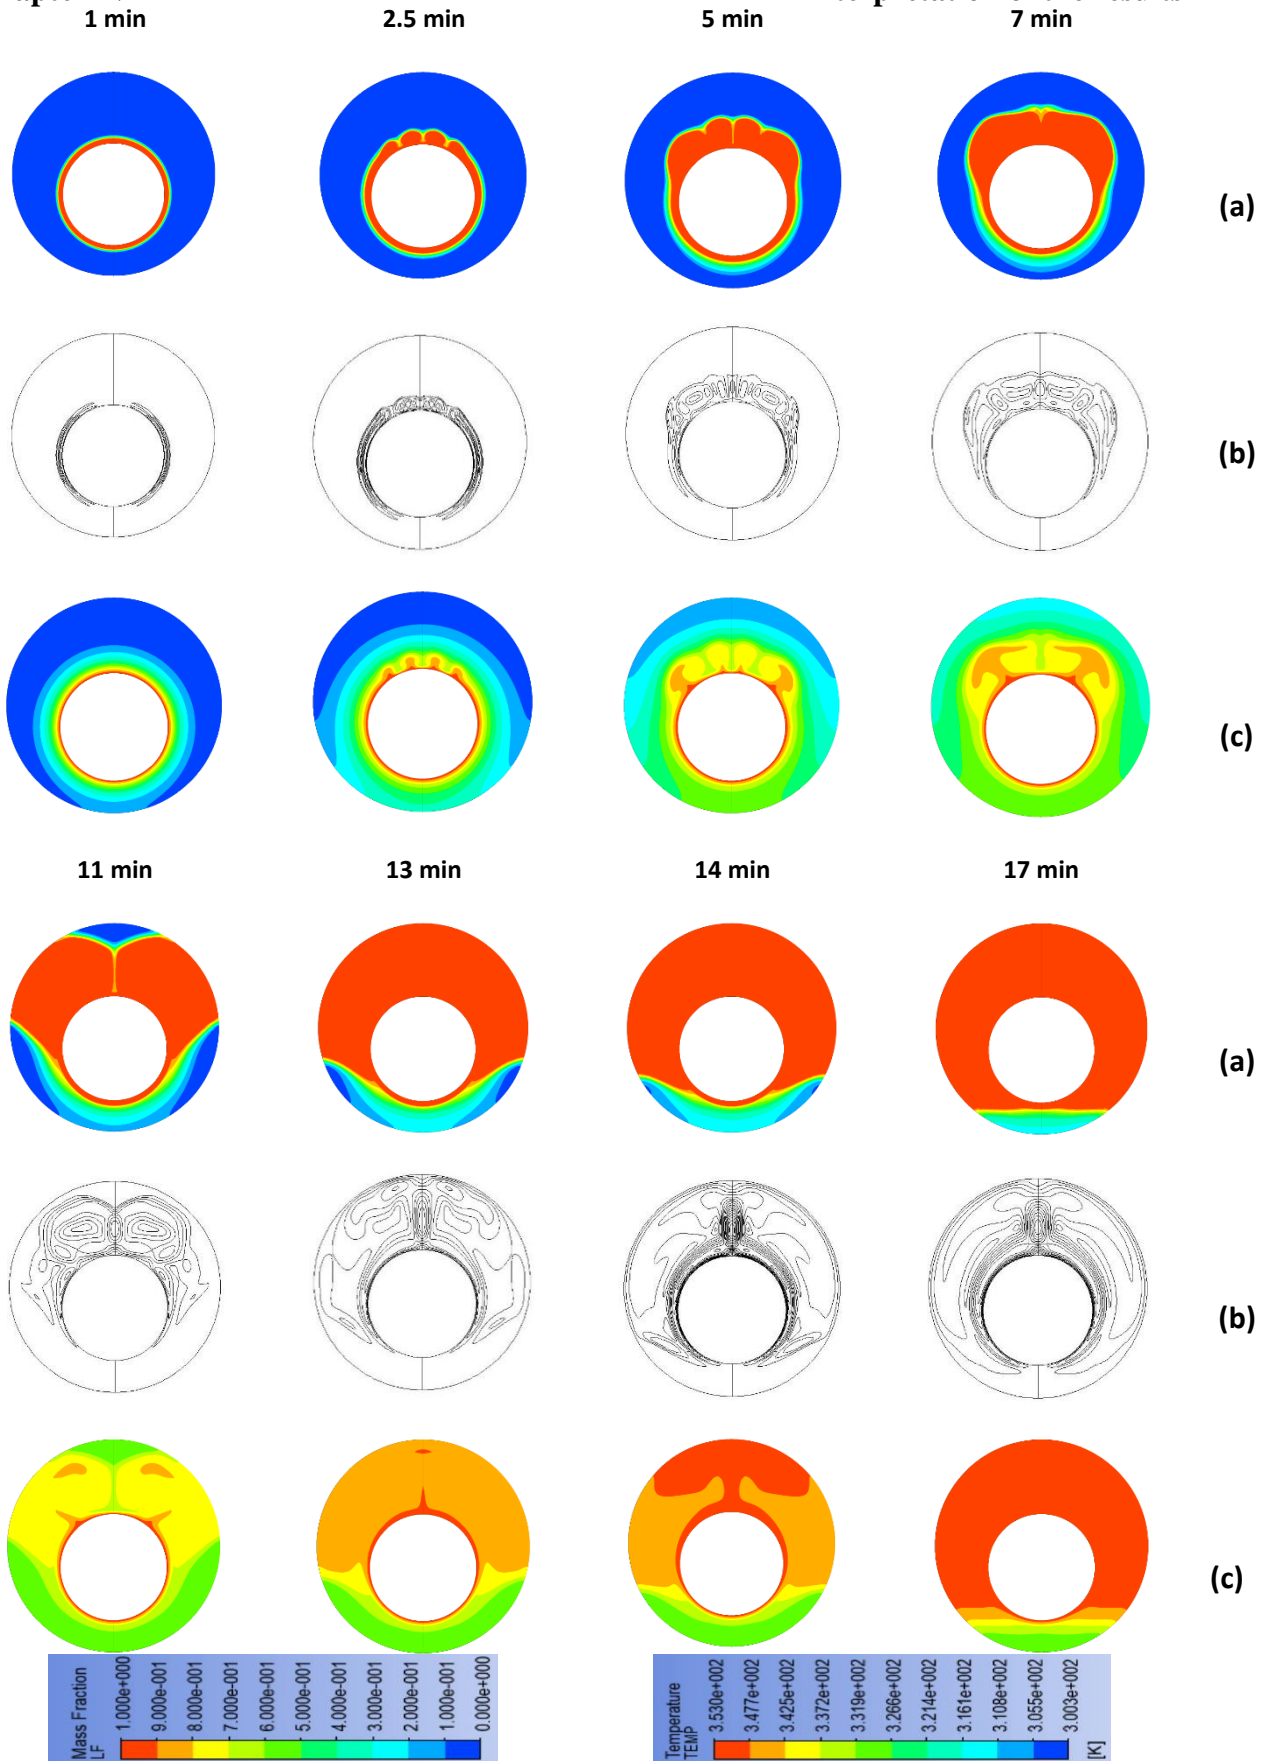 1 min 2.5 min 5 min 7 min
(a)
(b)
(c)
11 min 13 min 14 min 17 min
(a)
(b)
(c)
Mass Fraction
LF
1.000e+000
9.000e-001
8.000e-001
7.000e-001
6.000e-001
5.000e-001
4.000e-001
3.000e-001
2.000e-001
1.000e-001
0.000e+000
Temperature
TEMP
3.530e+002
3.477e+002
3.425e+002
3.372e+002
3.319e+002
3.266e+002
3.214e+002
3.161e+002
3.108e+002
3.055e+002
3.003e+002
[K]